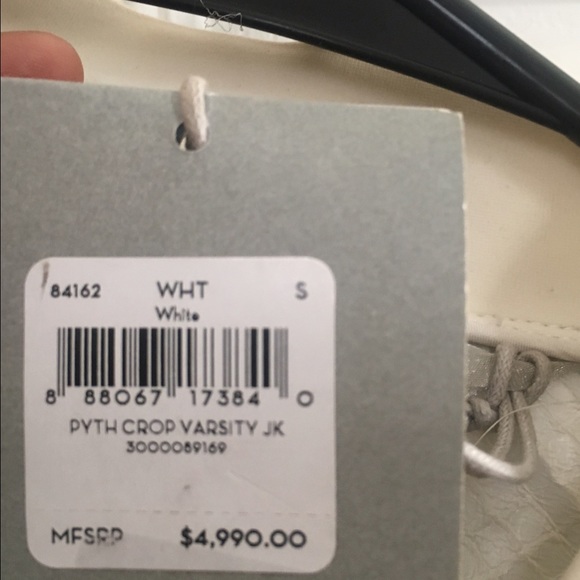 84162 WHT S
White
8 88067 17384 0
PYTH CROP VARSITY JK
3000089169
MFSRP $4,990.00